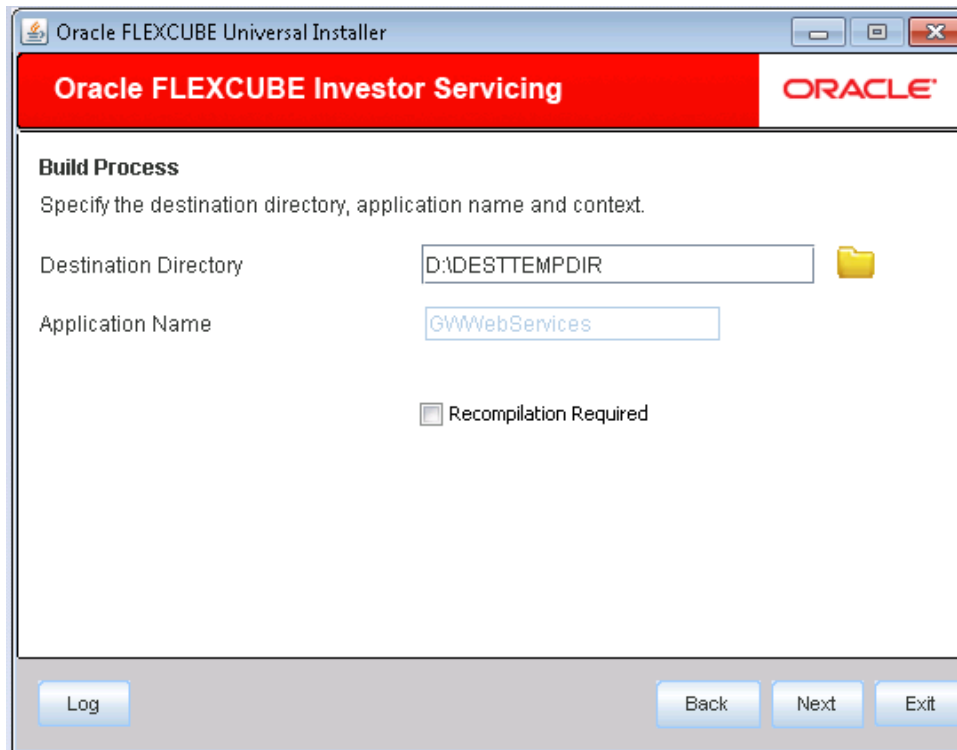 Oracle FLEXCUBE Universal Installer
Oracle FLEXCUBE Investor Servicing
ORACLE®
Build Process
Specify the destination directory, application name and context.
Destination Directory D:\DESTTEMPDIR
Application Name GWWebServices
Recompilation Required
Log Back Next Exit